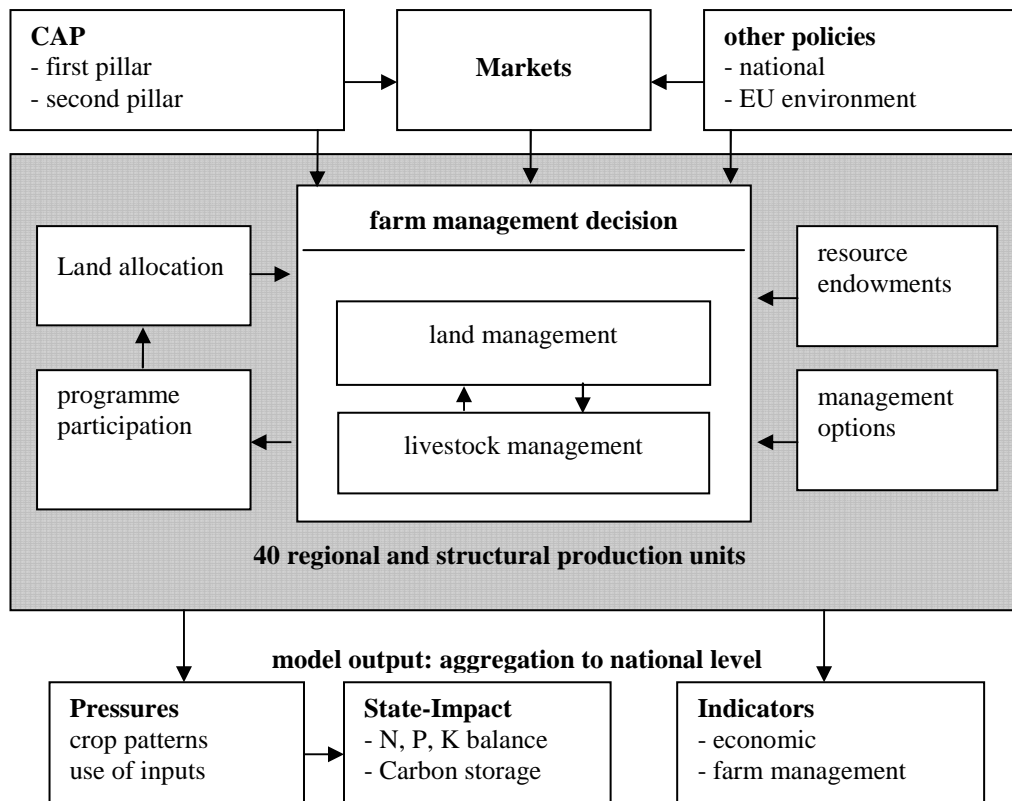 CAP
- first pillar
- second pillar
Markets
other policies
- national
- EU environment
farm management decision
Land allocation
resource
endowments
land management
programme
participation
management
options
livestock management
40 regional and structural production units
model output: aggregation to national level
Pressures
crop patterns
use of inputs
State-Impact
- N, P, K balance
- Carbon storage
Indicators
- economic
- farm management